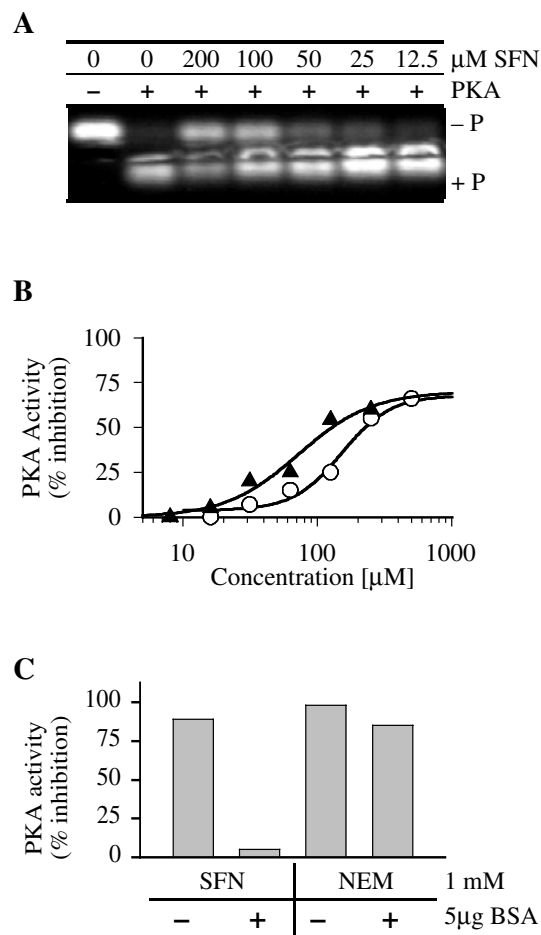 A
0 0 200 100 50 25 12.5 μM SFN
– + + + + + + PKA
– P
+ P
B
100
75
50
25
0
PKA Activity
(% inhibition)
10 100 1000
Concentration [μM]
C
100
75
50
25
0
PKA activity
(% inhibition)
SFN NEM 1 mM
– + – + 5μg BSA